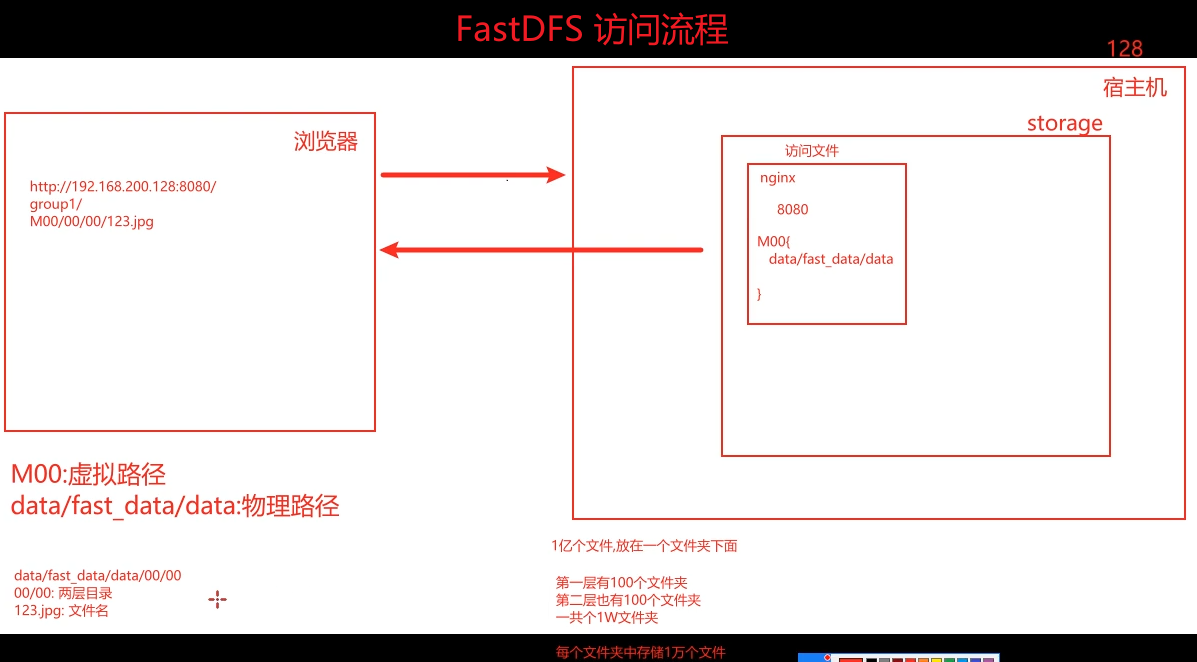 FastDFS 访问流程
128
宿主机
storage
浏览器
http://192.168.200.128:8080/
group1/
M00/00/00/123.jpg
访问文件
nginx
8080
M00{
data/fast_data/data
}
M00:虚拟路径
data/fast_data/data:物理路径
data/fast_data/data/00/00
00/00: 两层目录
123.jpg: 文件名
1亿个文件,放在一个文件夹下面
第一层有100个文件夹
第二层也有100个文件夹
一共个1W文件夹
每个文件夹中存储1万个文件